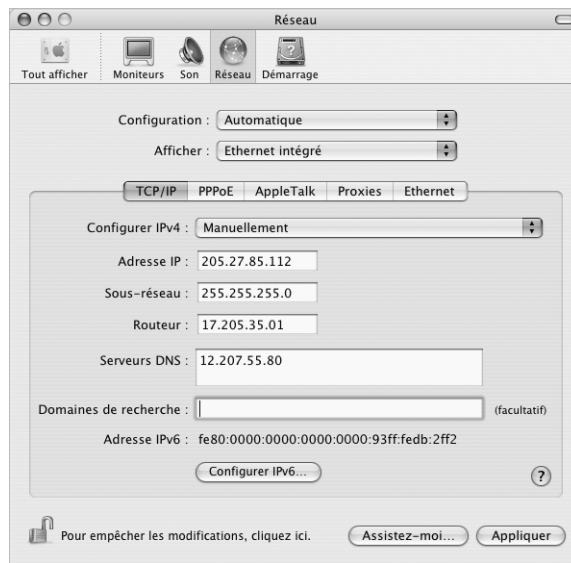 Réseau
Tout afficher Moniteurs Son Réseau Démarrage
Configuration : Automatique
Afficher : Ethernet intégré
TCP/IP PPPoE AppleTalk Proxies Ethernet
Configurer IPv4 : Manuellement
Adresse IP : 205.27.85.112
Sous-réseau : 255.255.255.0
Routeur : 17.205.35.01
Serveurs DNS : 12.207.55.80
Domaines de recherche : (facultatif)
Adresse IPv6 : fe80:0000:0000:0000:0000:93ff:fedb:2ff2
Configurer IPv6... ?
Pour empêcher les modifications, cliquez ici. Assistez-moi... Appliquer